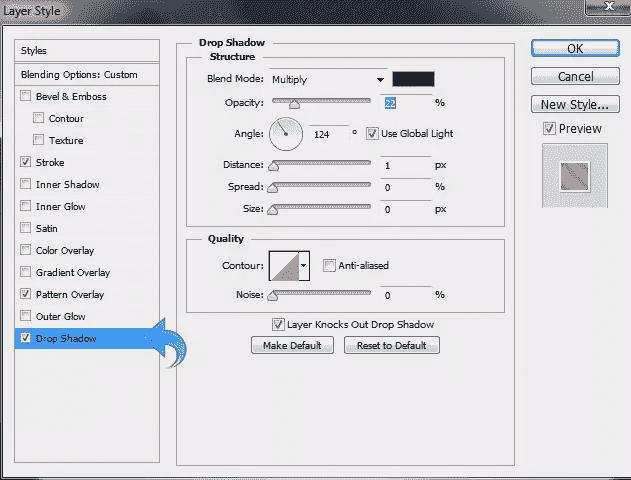 Layer Style
X
Styles
Blending Options: Custom
Bevel & Emboss
Contour
Texture
Stroke
Inner Shadow
Inner Glow
Satin
Color Overlay
Gradient Overlay
Pattern Overlay
Outer Glow
Drop Shadow
Drop Shadow
Structure
Blend Mode: Multiply
Opacity: 22 %
Angle: 124 ° Use Global Light
Distance: 1 px
Spread: 0 %
Size: 0 px
Quality
Contour: Anti-aliased
Noise: 0 %
Layer Knocks Out Drop Shadow
Make Default Reset to Default
OK
Cancel
New Style...
Preview